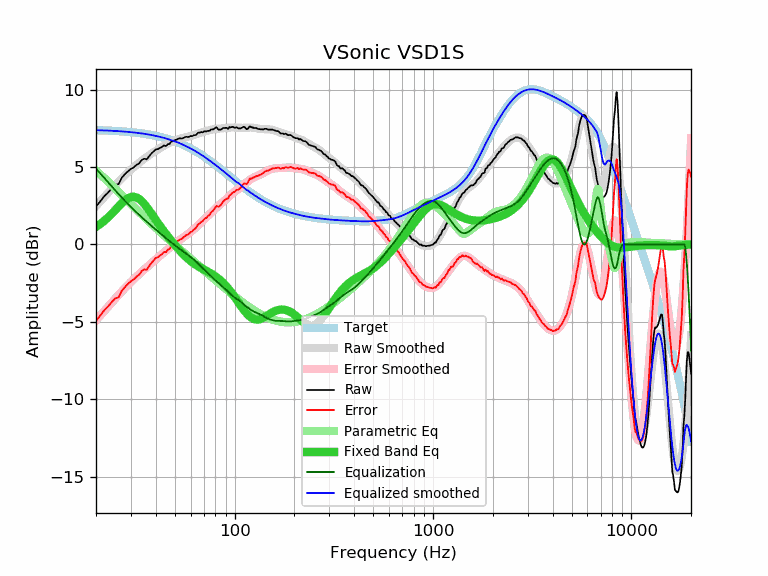 VSonic VSD1S
10
5
0
−5
−10
−15
Amplitude (dBr)
Target
Raw Smoothed
Error Smoothed
Raw
Error
Parametric Eq
Fixed Band Eq
Equalization
Equalized smoothed
100 1000 10000
Frequency (Hz)